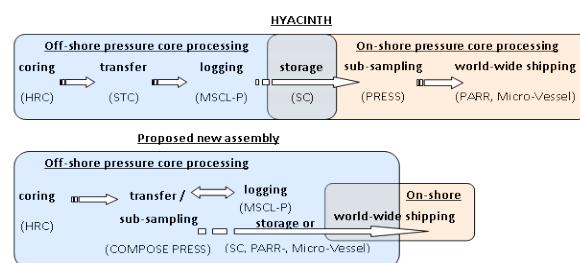 HYACINTH
Off-shore pressure core processing On-shore pressure core processing
coring transfer logging storage sub-sampling world-wide shipping
(HRC) (STC) (MSCL-P) (SC) (PRESS) (PARR, Micro-Vessel)
Proposed new assembly
Off-shore pressure core processing
coring transfer / logging On-shore
(HRC) sub-sampling (MSCL-P) world-wide shipping
storage or
(COMPOSE PRESS) (SC, PARR-, Micro-Vessel)